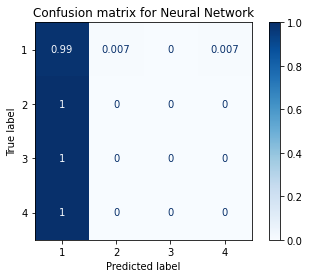 Confusion matrix for Neural Network
1 0.99 0.007 0 0.007
2 1 0 0 0
3 1 0 0 0
4 1 0 0 0
1 2 3 4
True label
Predicted label
1.0
0.8
0.6
0.4
0.2
0.0